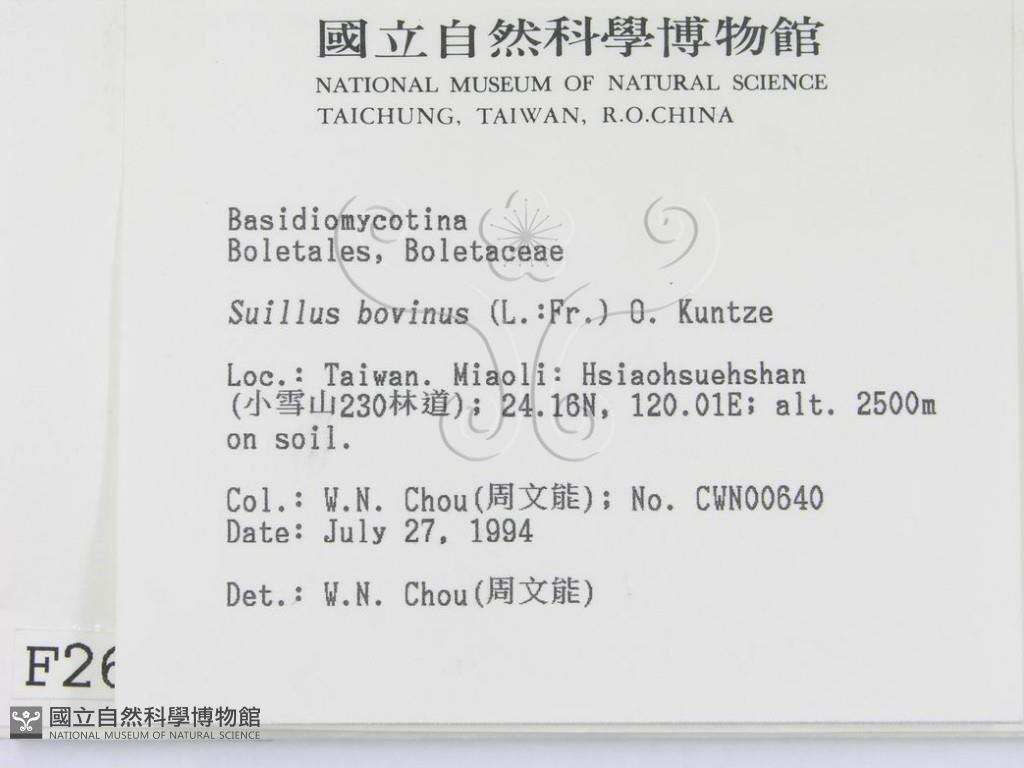 國立自然科學博物館
NATIONAL MUSEUM OF NATURAL SCIENCE
TAICHUNG, TAIWAN, R.O.CHINA
Basidiomycotina
Boletales, Boletaceae
Suillus bovinus (L.:Fr.) O. Kuntze
Loc.: Taiwan. Miaoli: Hsiaohsuehshan
(小雪山230林道); 24.16N, 120.01E; alt. 2500m
on soil.
Col.: W.N. Chou(周文能); No. CWN00640
Date: July 27, 1994
Det.: W.N. Chou(周文能)
F26
國立自然科學博物館
NATIONAL MUSEUM OF NATURAL SCIENCE